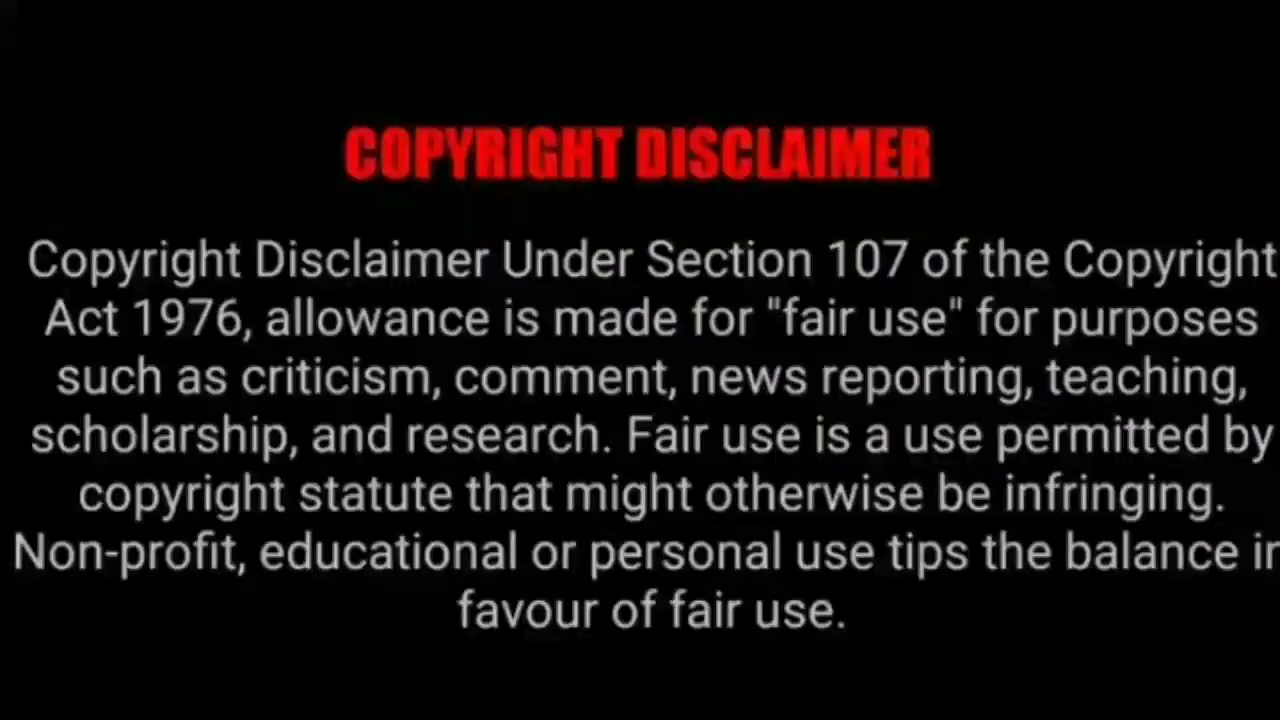 COPYRIGHT DISCLAIMER
Copyright Disclaimer Under Section 107 of the Copyright
Act 1976, allowance is made for "fair use" for purposes
such as criticism, comment, news reporting, teaching,
scholarship, and research. Fair use is a use permitted by
copyright statute that might otherwise be infringing.
Non-profit, educational or personal use tips the balance in
favour of fair use.